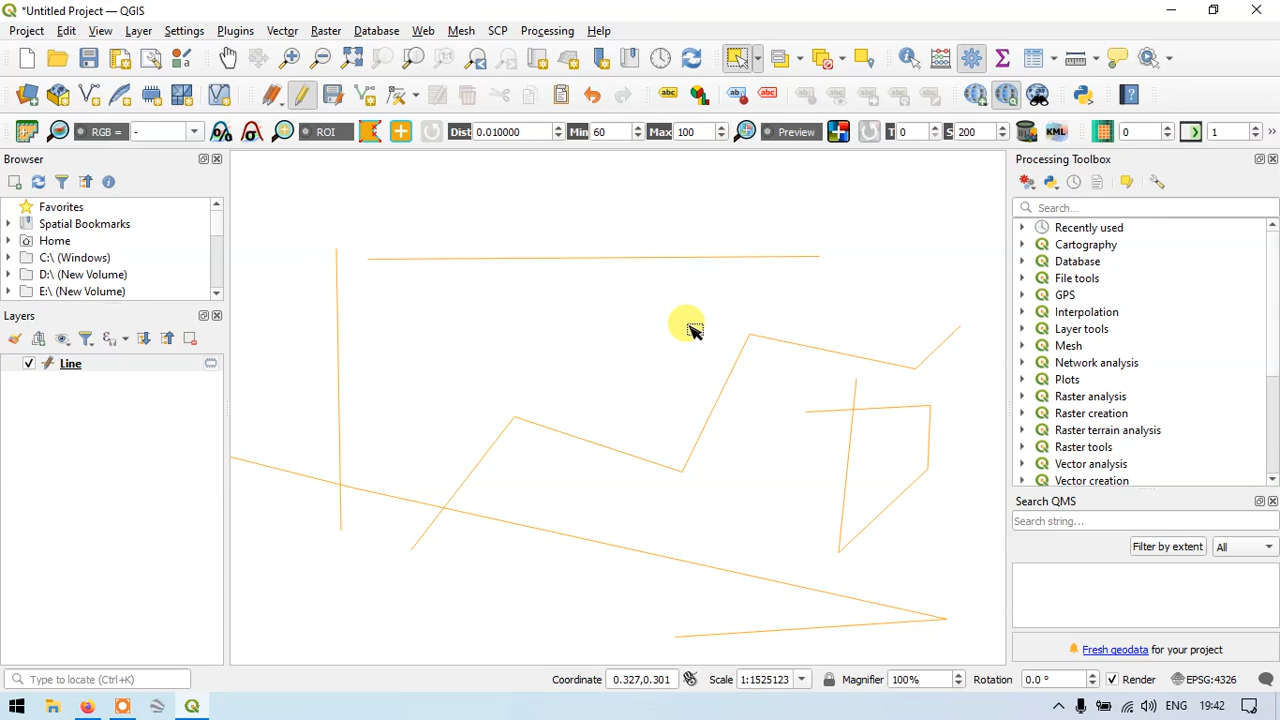 *Untitled Project — QGIS
Project Edit View Layer Settings Plugins Vector Raster Database Web Mesh SCP Processing Help
RGB = - ROI Dist 0.010000 Min 60 Max 100 Preview T 0 S 200 KML 0 1 »
Browser
Favorites
Spatial Bookmarks
Home
C:\ (Windows)
D:\ (New Volume)
E:\ (New Volume)
Layers
Line
Processing Toolbox
Search...
Recently used
Cartography
Database
File tools
GPS
Interpolation
Layer tools
Mesh
Network analysis
Plots
Raster analysis
Raster creation
Raster terrain analysis
Raster tools
Vector analysis
Vector creation
Search QMS
Search string...
Filter by extent All
Fresh geodata for your project
Type to locate (Ctrl+K) Coordinate 0.327,0.301 Scale 1:1525123 Magnifier 100% Rotation 0.0 ° Render EPSG:4326
ENG 19:42